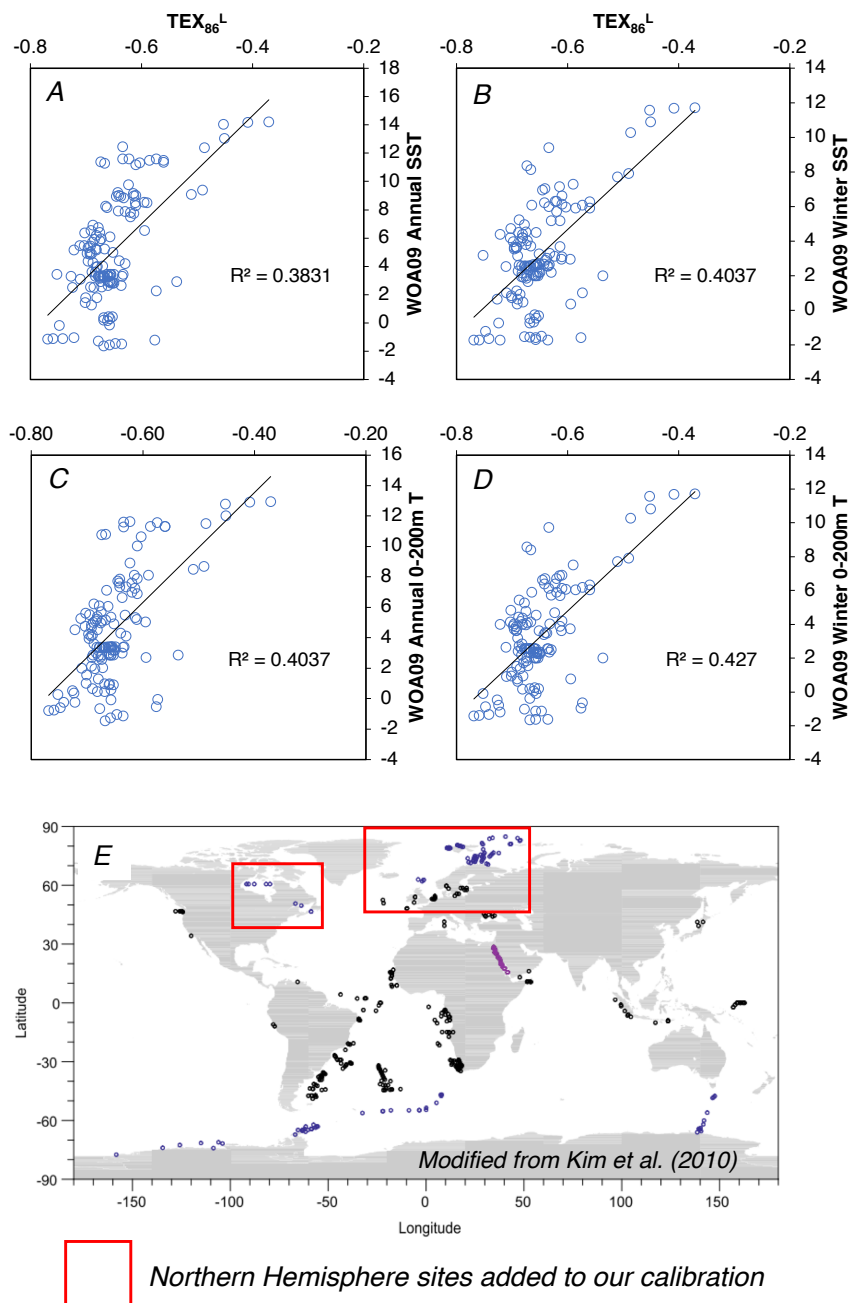 TEX86L TEX86L
-0.8 -0.6 -0.4 -0.2 -0.8 -0.6 -0.4 -0.2
A
18
16
14
12
10
8
6
4
2
0
-2
-4
R² = 0.3831
WOA09 Annual SST
B
14
12
10
8
6
4
2
0
-2
-4
R² = 0.4037
WOA09 Winter SST
-0.80 -0.60 -0.40 -0.20 -0.8 -0.6 -0.4 -0.2
C
16
14
12
10
8
6
4
2
0
-2
-4
R² = 0.4037
WOA09 Annual 0-200m T
D
14
12
10
8
6
4
2
0
-2
-4
R² = 0.427
WOA09 Winter 0-200m T
E
90
60
30
0
-30
-60
-90
Latitude
Modified from Kim et al. (2010)
-150 -100 -50 0 50 100 150
Longitude
Northern Hemisphere sites added to our calibration